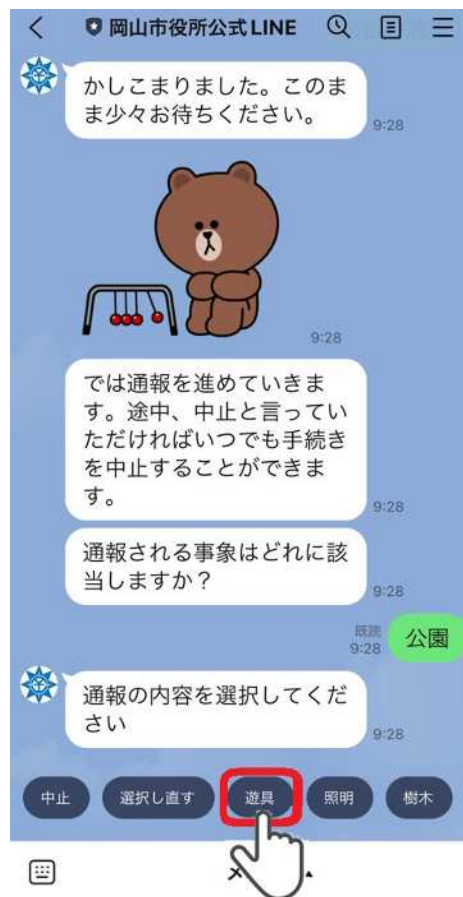 岡山市役所公式LINE
かしこまりました。このま
ま少々お待ちください。
9:28
9:28
では通報を進めていきま
す。途中、中止と言ってい
ただければいつでも手続き
を中止することができま
す。
9:28
通報される事象はどれに該
当しますか？
9:28
既読
9:28
公園
通報の内容を選択してくだ
さい
9:28
中止 選択し直す 遊具 照明 樹木